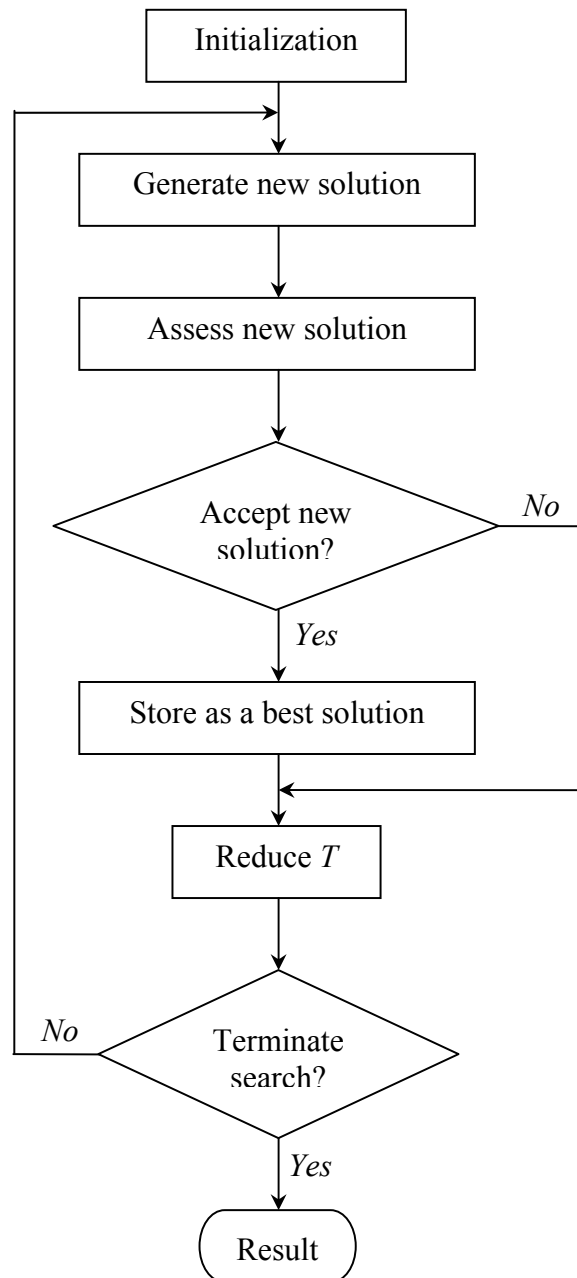 Initialization
Generate new solution
Assess new solution
Accept new
solution?
No
Yes
Store as a best solution
Reduce T
No
Terminate
search?
Yes
Result